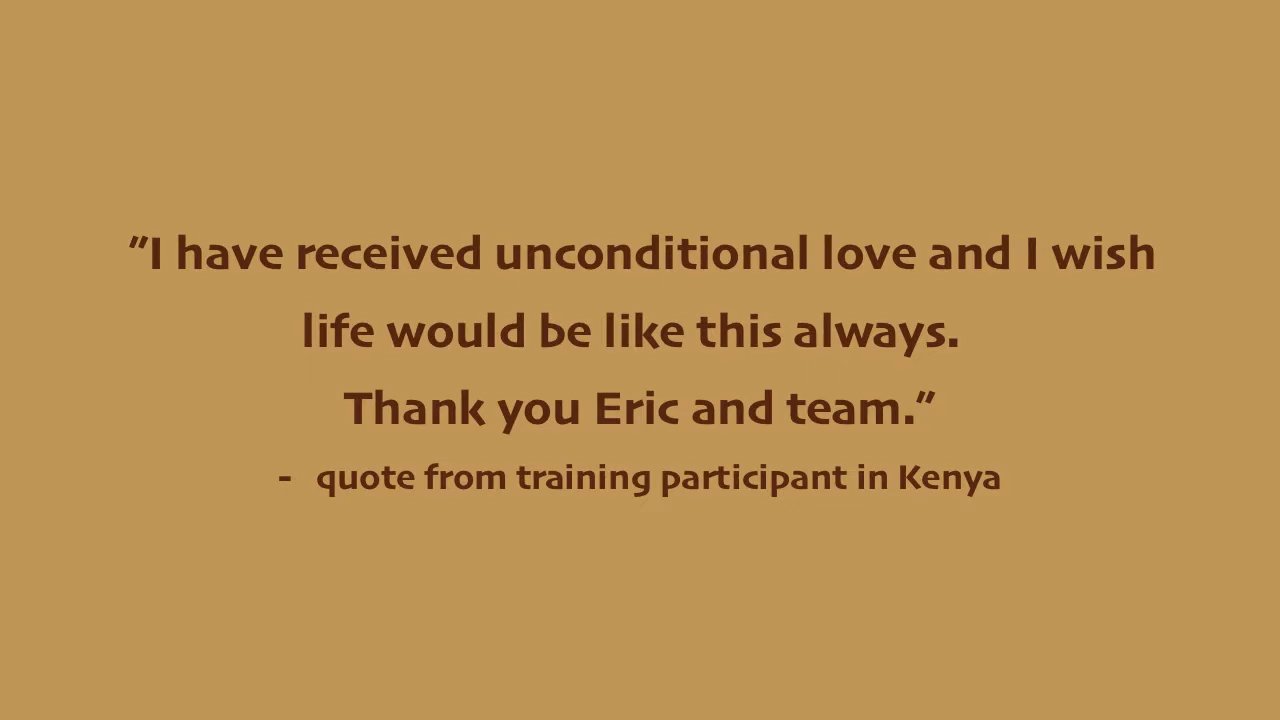 "I have received unconditional love and I wish
life would be like this always.
Thank you Eric and team."
- quote from training participant in Kenya